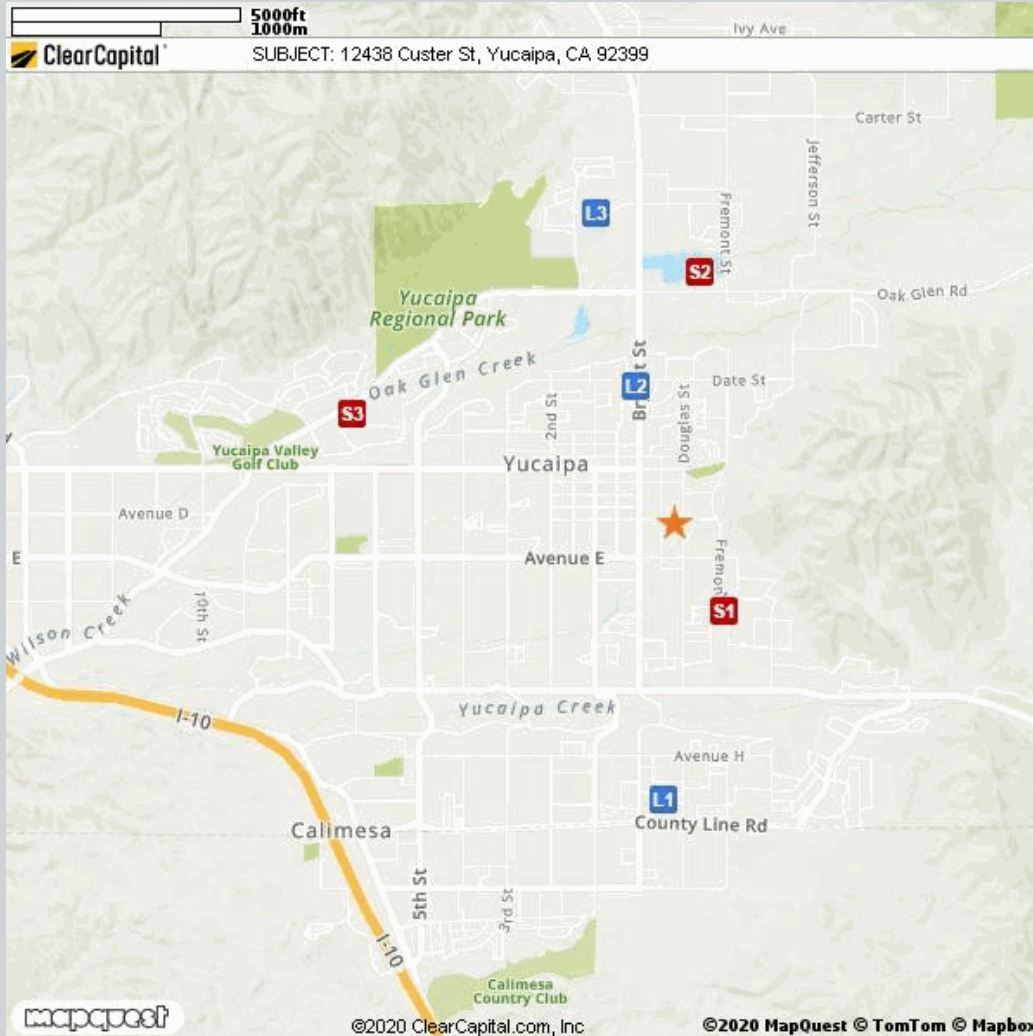 5000ft
1000m
Ivy Ave
ClearCapital
SUBJECT: 12438 Custer St, Yucaipa, CA 92399
Carter St
Jefferson St
L3
Fremont St
S2
Oak Glen Rd
Yucaipa
Regional Park
Oak Glen Creek
L2
Date St
S3
2nd St
Douglas St
Yucaipa Valley
Golf Club
Yucaipa
Avenue D
E
Avenue E
S1
10th St
Wilson Creek
I-10
Yucaipa Creek
Avenue H
L1
Calimesa
County Line Rd
5th St
3rd St
I-10
Calimesa
Country Club
mapquest
©2020 ClearCapital.com, Inc
©2020 MapQuest © TomTom © Mapbox